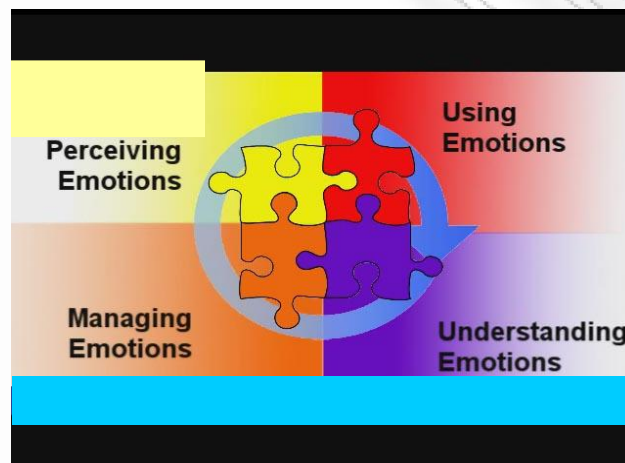 Perceiving
Emotions
Using
Emotions
Managing
Emotions
Understanding
Emotions